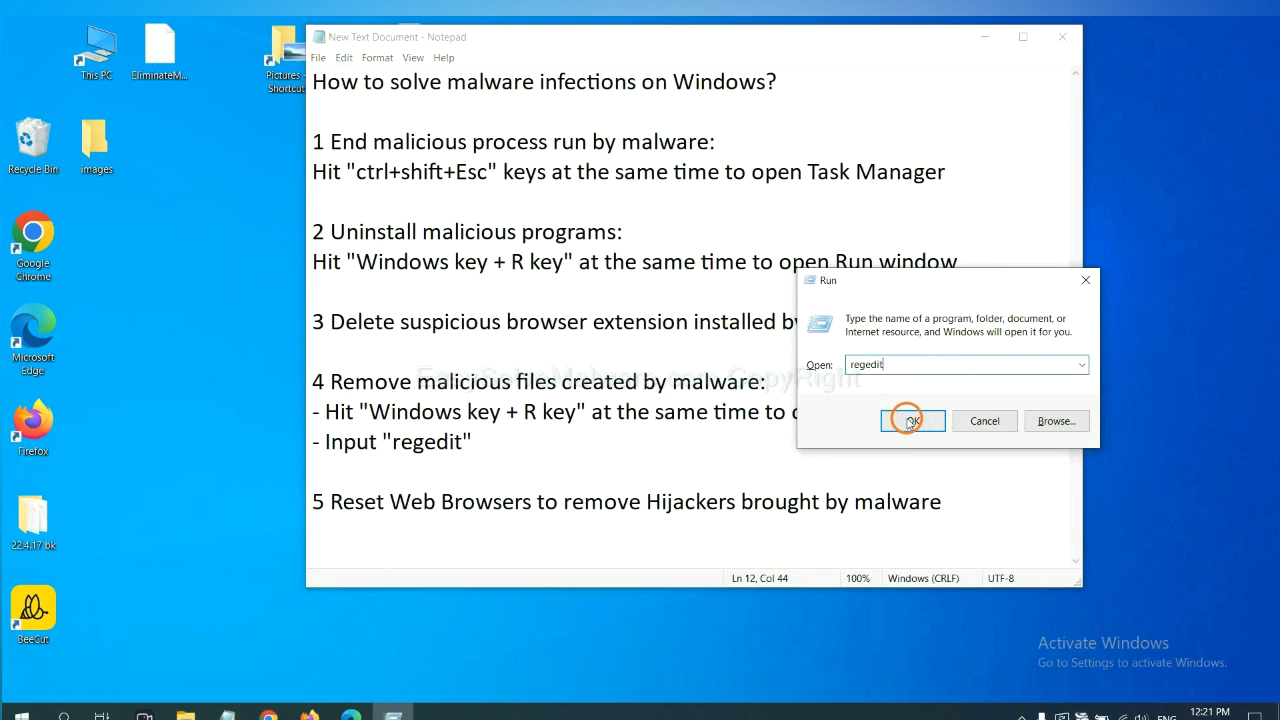 This PC
EliminateM...
Pictures -
Shortcut
Recycle Bin
images
Google
Chrome
Microsoft
Edge
Firefox
22.4.17 bk
BeeCut
New Text Document - Notepad
File Edit Format View Help
How to solve malware infections on Windows?
1 End malicious process run by malware:
Hit "ctrl+shift+Esc" keys at the same time to open Task Manager
2 Uninstall malicious programs:
Hit "Windows key + R key" at the same time to open Run window
3 Delete suspicious browser extension installed by
4 Remove malicious files created by malware:
- Hit "Windows key + R key" at the same time to
- Input "regedit"
5 Reset Web Browsers to remove Hijackers brought by malware
Ln 12, Col 44 100% Windows (CRLF) UTF-8
Run
Type the name of a program, folder, document, or
Internet resource, and Windows will open it for you.
Open: regedit
OK Cancel Browse...
CopyRight
Activate Windows
Go to Settings to activate Windows.
ENG
12:21 PM